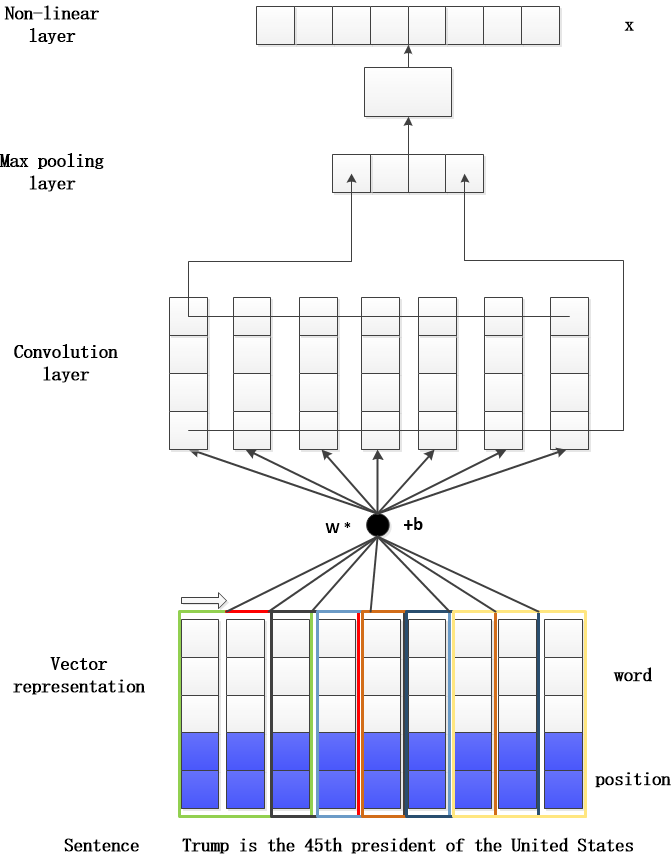 Non-linear
layer
x
Max pooling
layer
Convolution
layer
W * +b
Vector
representation
word
position
Sentence Trump is the 45th president of the United States